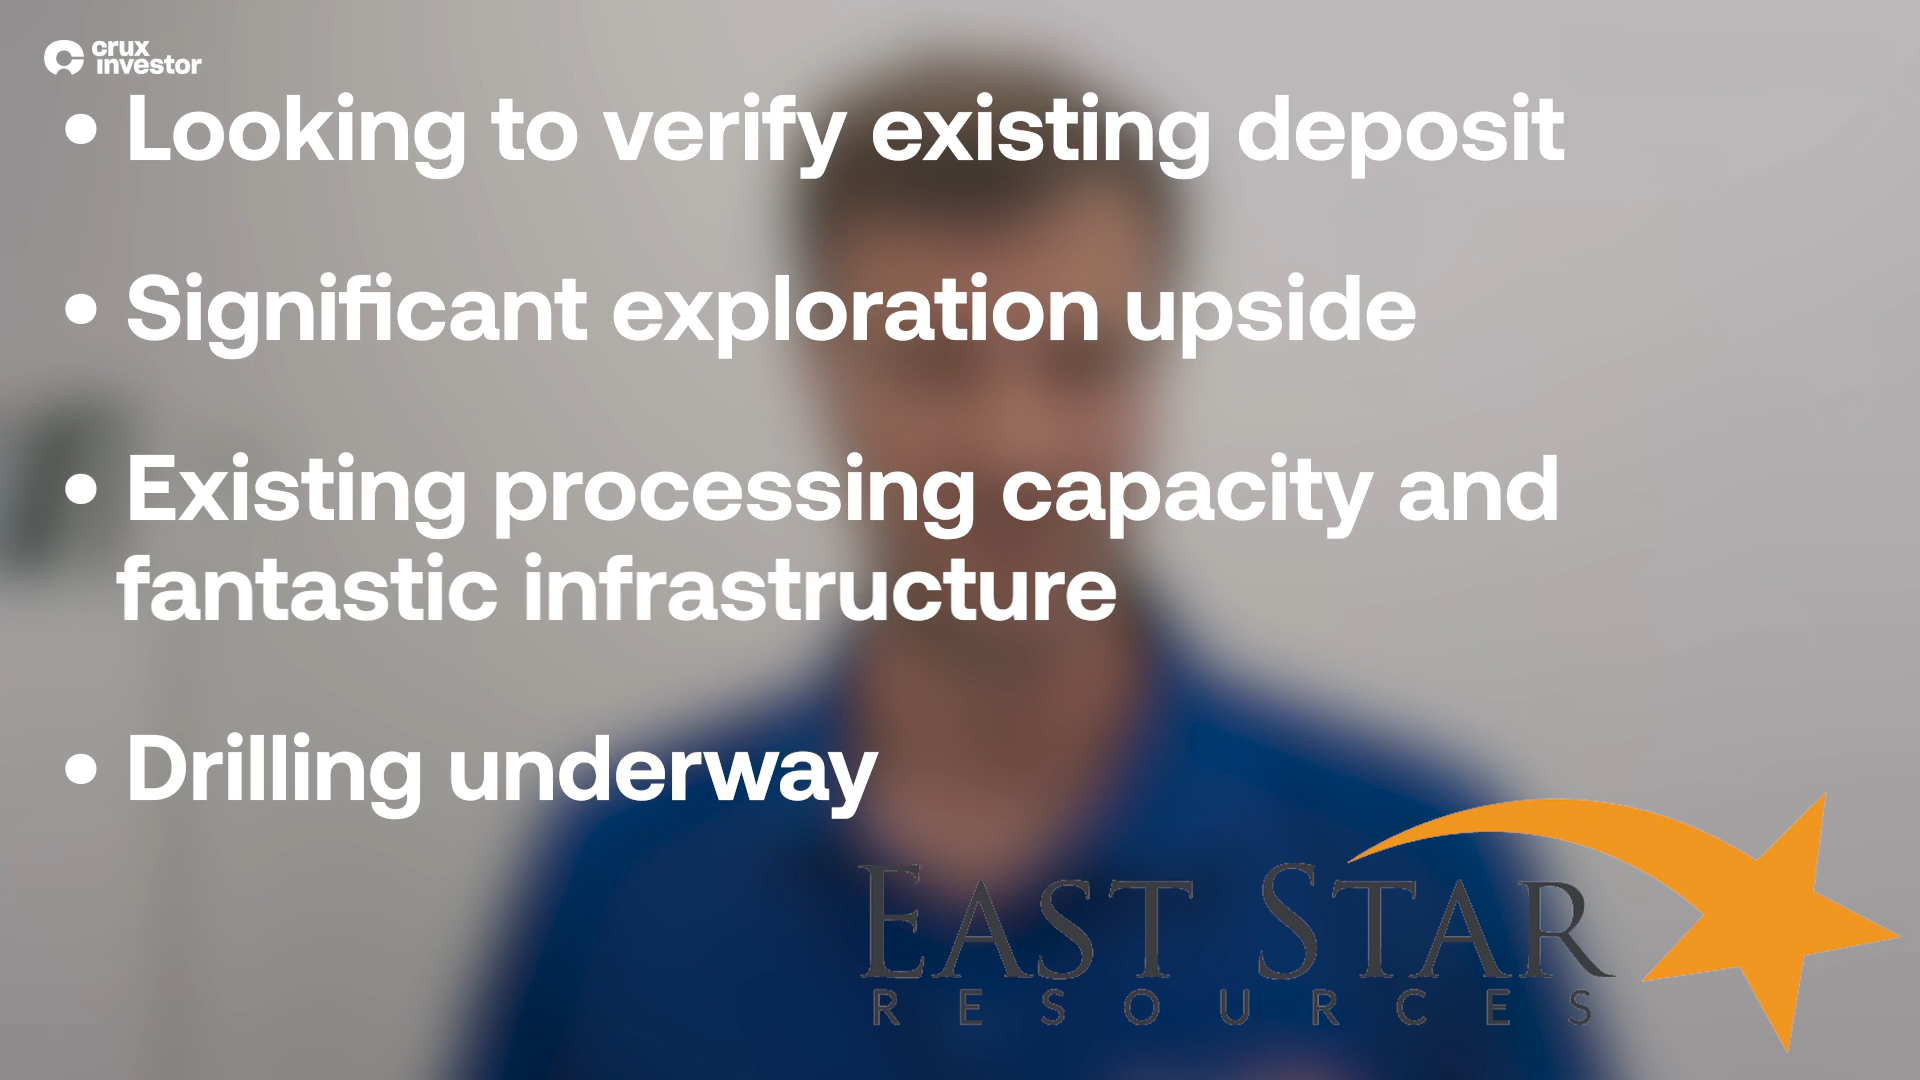 crux
investor
• Looking to verify existing deposit
• Significant exploration upside
• Existing processing capacity and
fantastic infrastructure
• Drilling underway
EAST STAR
RESOURCES